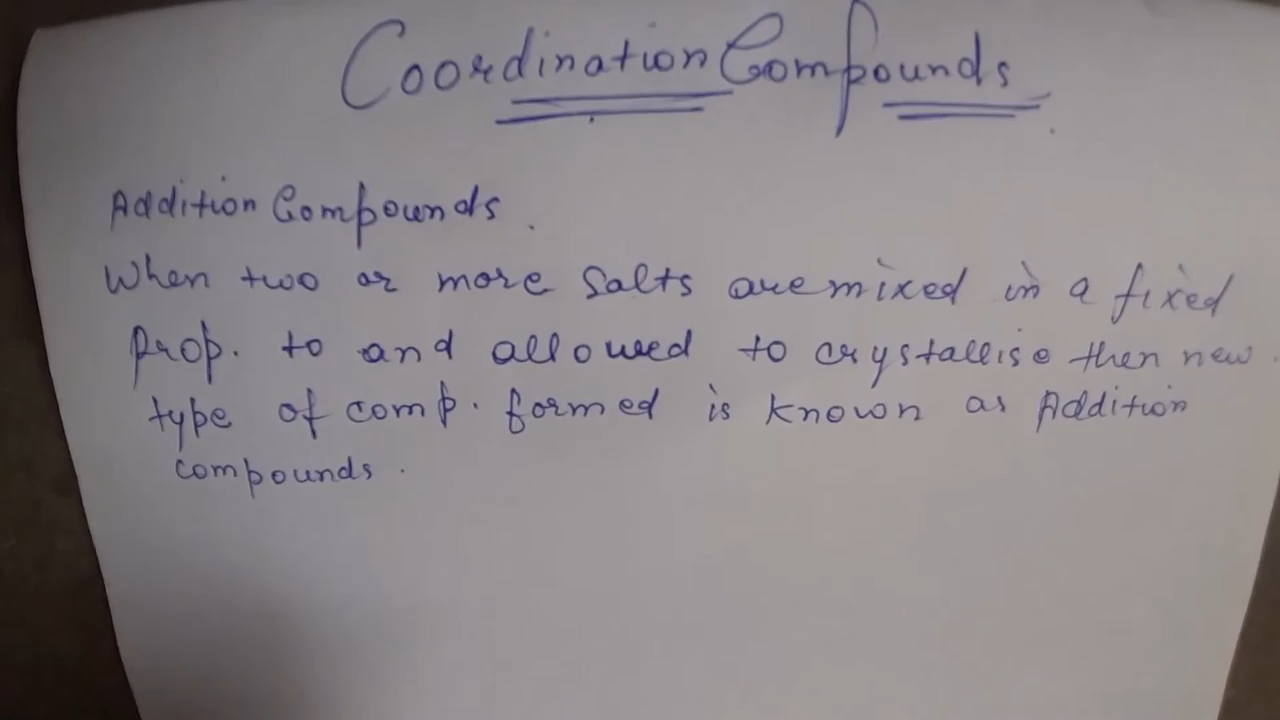 Coordination Compounds
Addition Compounds.
When two or more Salts are mixed in a fixed
Prop. to and allowed to crystallise then new
type of comp. formed is known as Addition
compounds.